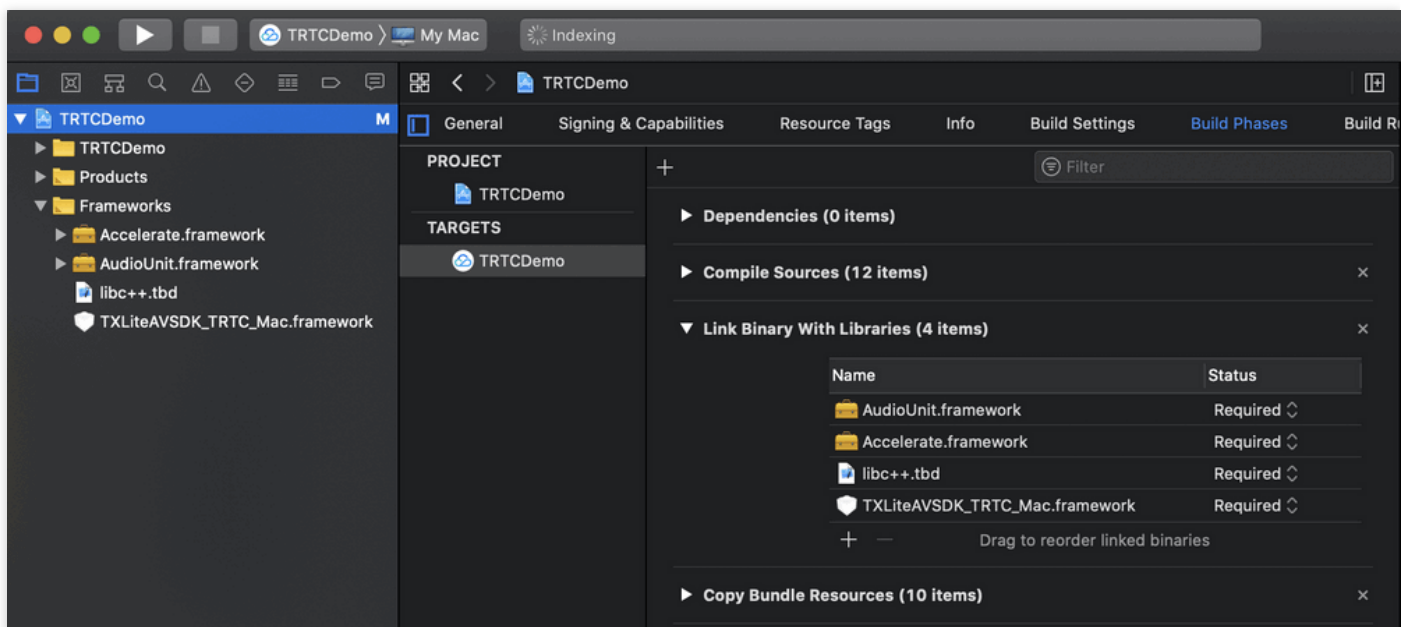 TRTCDemo 〉 My Mac
Indexing
TRTCDemo
TRTCDemo M
General Signing & Capabilities Resource Tags Info Build Settings Build Phases Build R
TRTCDemo
Products
Frameworks
Accelerate.framework
AudioUnit.framework
libc++.tbd
TXLiteAVSDK_TRTC_Mac.framework
PROJECT
TRTCDemo
TARGETS
TRTCDemo
Filter
Dependencies (0 items)
Compile Sources (12 items)
Link Binary With Libraries (4 items)
Name Status
AudioUnit.framework Required
Accelerate.framework Required
libc++.tbd Required
TXLiteAVSDK_TRTC_Mac.framework Required
Drag to reorder linked binaries
Copy Bundle Resources (10 items)